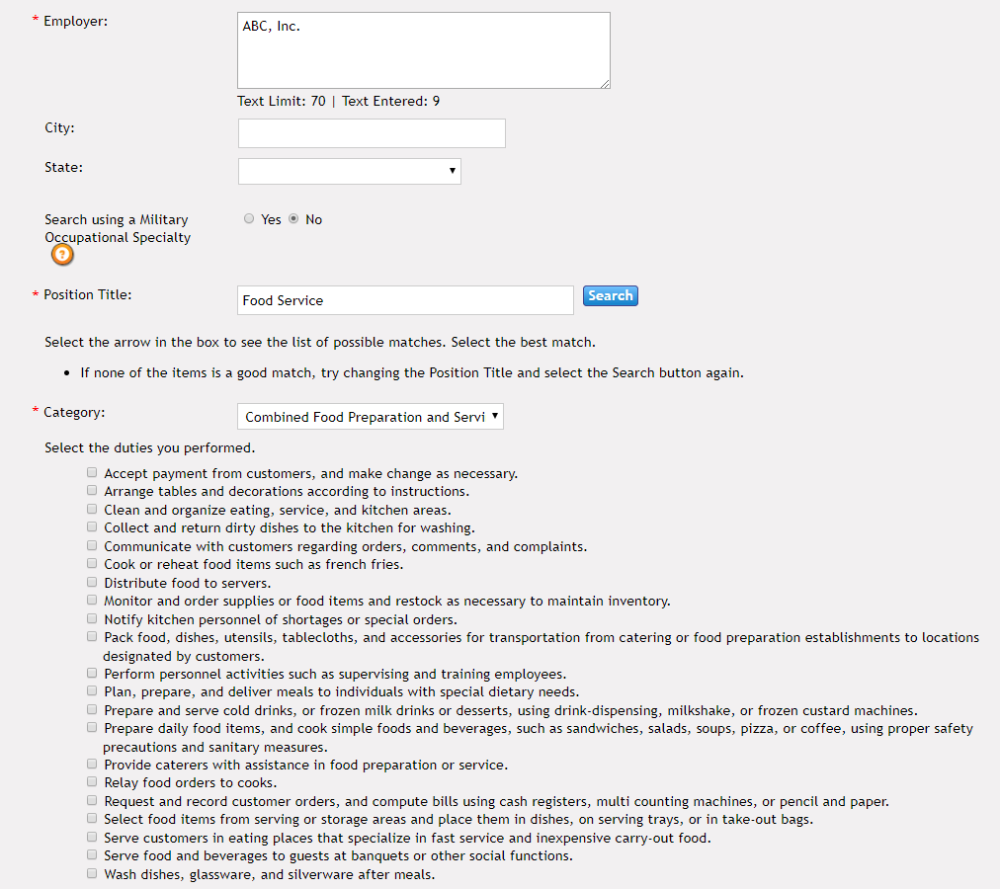 * Employer:
ABC, Inc.
Text Limit: 70 | Text Entered: 9
City:
State:
Search using a Military
Occupational Specialty
Yes No
?
* Position Title:
Food Service
Search
Select the arrow in the box to see the list of possible matches. Select the best match.
• If none of the items is a good match, try changing the Position Title and select the Search button again.
* Category:
Combined Food Preparation and Servi
Select the duties you performed.
Accept payment from customers, and make change as necessary.
Arrange tables and decorations according to instructions.
Clean and organize eating, service, and kitchen areas.
Collect and return dirty dishes to the kitchen for washing.
Communicate with customers regarding orders, comments, and complaints.
Cook or reheat food items such as french fries.
Distribute food to servers.
Monitor and order supplies or food items and restock as necessary to maintain inventory.
Notify kitchen personnel of shortages or special orders.
Pack food, dishes, utensils, tablecloths, and accessories for transportation from catering or food preparation establishments to locations
designated by customers.
Perform personnel activities such as supervising and training employees.
Plan, prepare, and deliver meals to individuals with special dietary needs.
Prepare and serve cold drinks, or frozen milk drinks or desserts, using drink-dispensing, milkshake, or frozen custard machines.
Prepare daily food items, and cook simple foods and beverages, such as sandwiches, salads, soups, pizza, or coffee, using proper safety
precautions and sanitary measures.
Provide caterers with assistance in food preparation or service.
Relay food orders to cooks.
Request and record customer orders, and compute bills using cash registers, multi counting machines, or pencil and paper.
Select food items from serving or storage areas and place them in dishes, on serving trays, or in take-out bags.
Serve customers in eating places that specialize in fast service and inexpensive carry-out food.
Serve food and beverages to guests at banquets or other social functions.
Wash dishes, glassware, and silverware after meals.